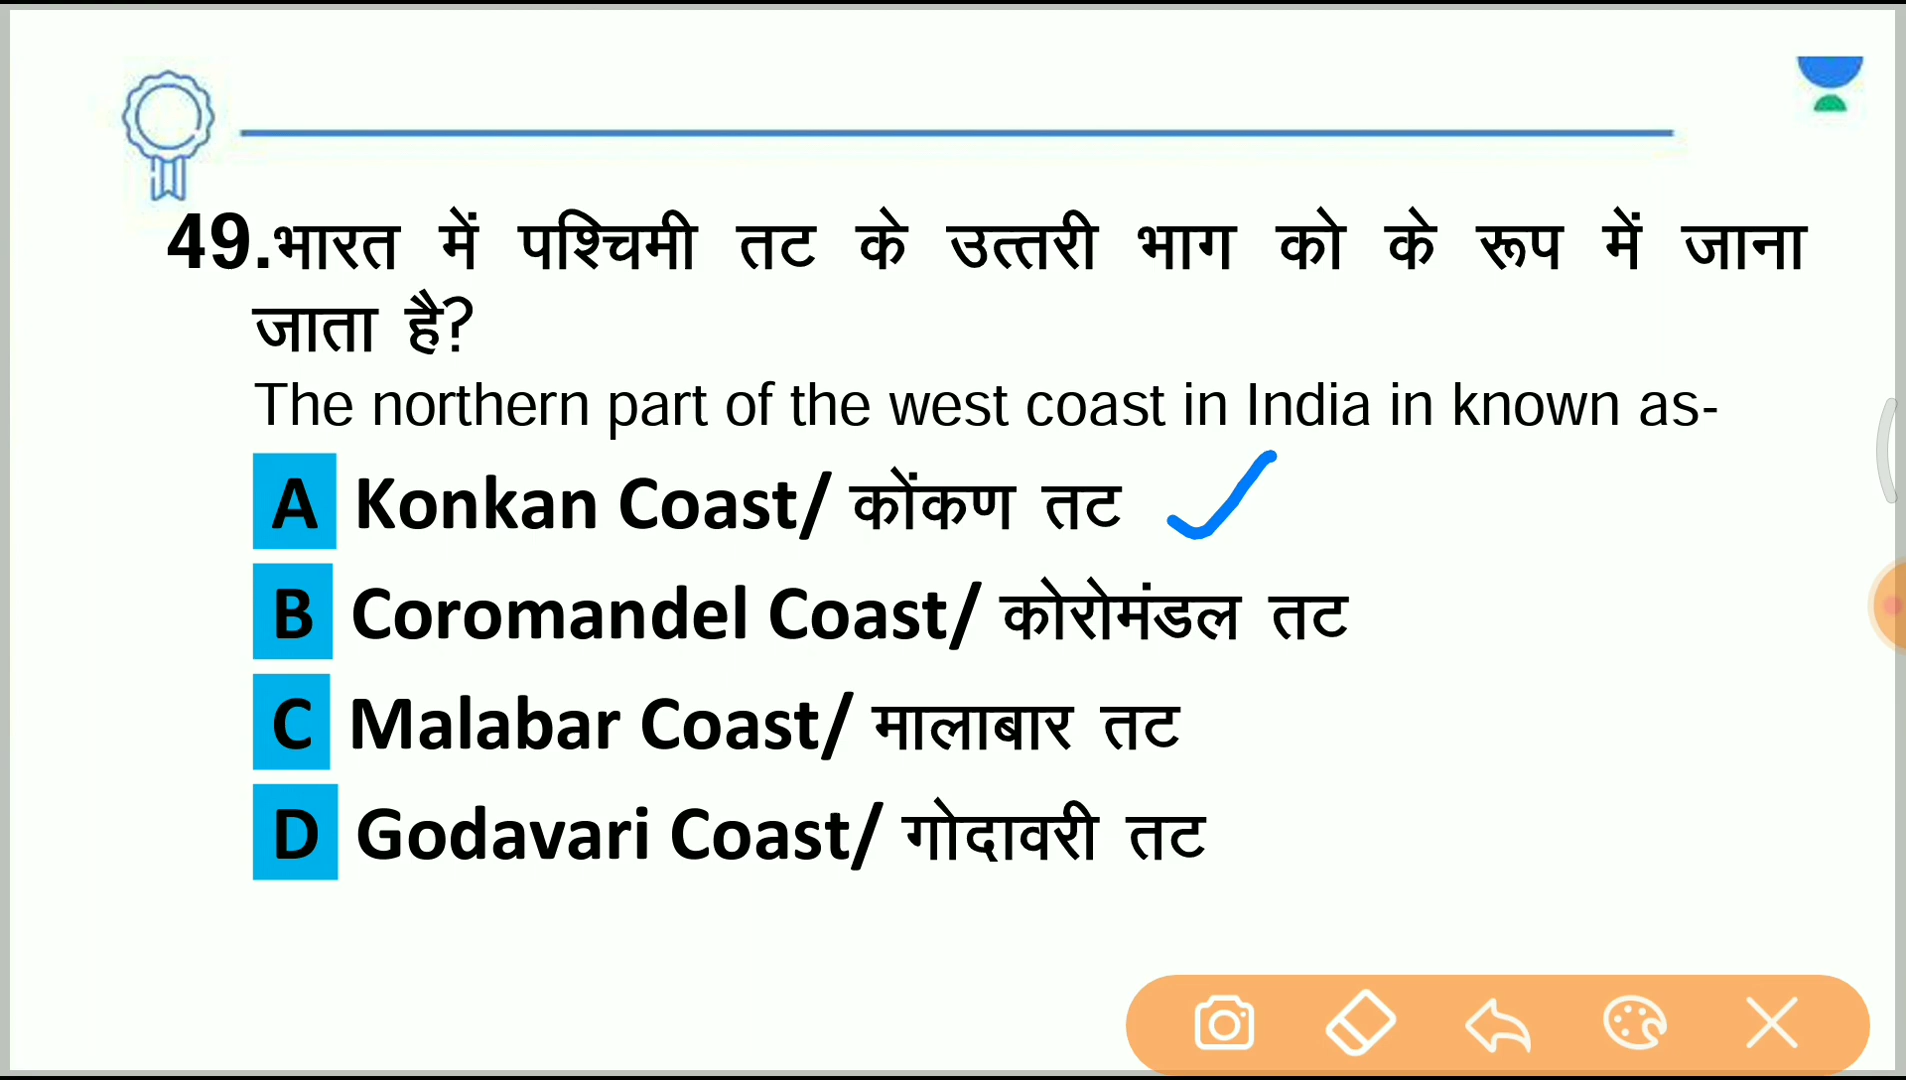 49.भारत में पश्चिमी तट के उत्तरी भाग को के रूप में जाना
जाता है?
The northern part of the west coast in India in known as-
A Konkan Coast/ कोंकण तट
B Coromandel Coast/ कोरोमंडल तट
C Malabar Coast/ मालाबार तट
D Godavari Coast/ गोदावरी तट